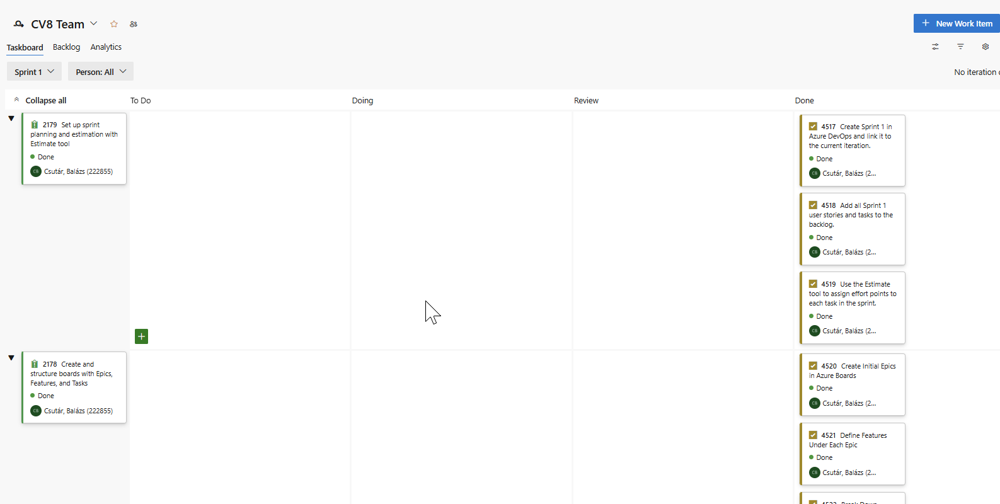 CV8 Team
New Work Item
Taskboard Backlog Analytics
Sprint 1 Person: All
No iteration
Collapse all To Do Doing Review Done
2179 Set up sprint
planning and estimation with
Estimate tool
Done
CB Csutár, Balázs (222855)
4517 Create Sprint 1 in
Azure DevOps and link it to
the current iteration.
Done
CB Csutár, Balázs (2...
4518 Add all Sprint 1
user stories and tasks to the
backlog.
Done
CB Csutár, Balázs (2...
4519 Use the Estimate
tool to assign effort points to
each task in the sprint.
Done
CB Csutár, Balázs (2...
2178 Create and
structure boards with Epics,
Features, and Tasks
Done
CB Csutár, Balázs (222855)
4520 Create Initial Epics
in Azure Boards
Done
CB Csutár, Balázs (2...
4521 Define Features
Under Each Epic
Done
CB Csutár, Balázs (2...
Break Down